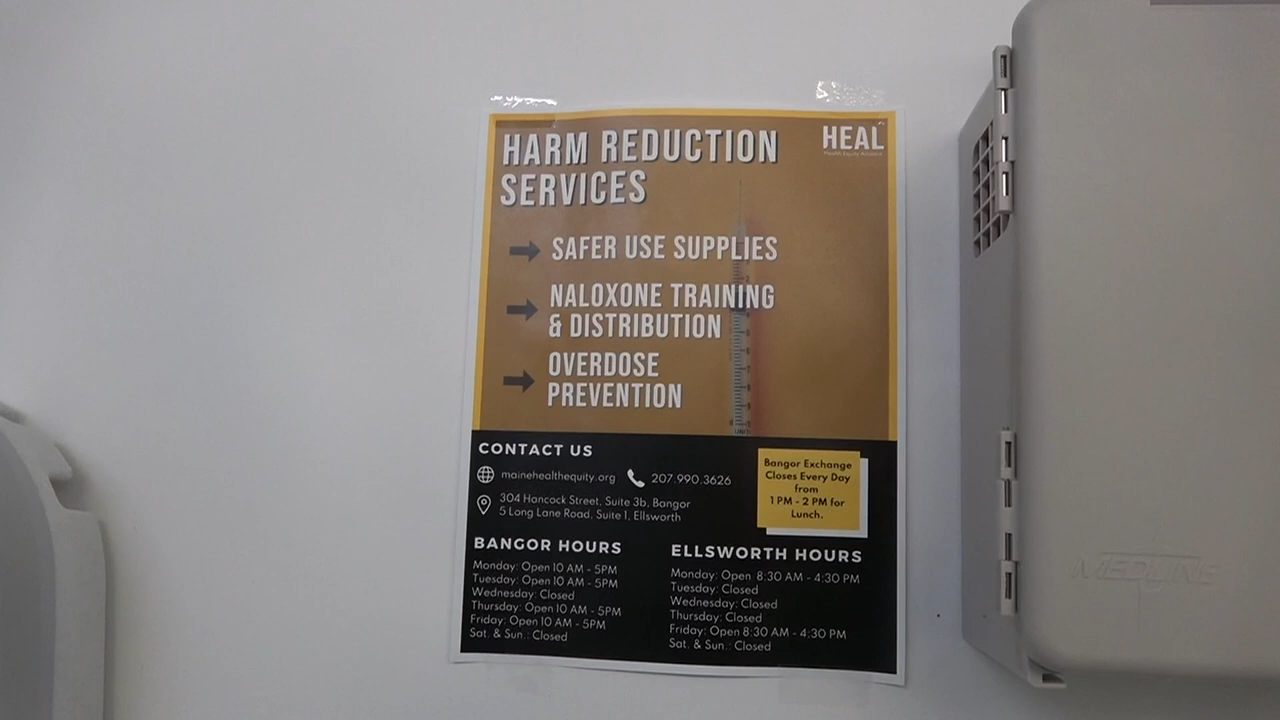 HARM REDUCTION
SERVICES
HEAL
Health Equity Alliance
SAFER USE SUPPLIES
NALOXONE TRAINING
& DISTRIBUTION
OVERDOSE
PREVENTION
CONTACT US
mainehealthequity.org
207.990.3626
304 Hancock Street, Suite 3b, Bangor
5 Long Lane Road, Suite 1, Ellsworth
Bangor Exchange
Closes Every Day
from
1 PM - 2 PM for
Lunch.
BANGOR HOURS
Monday: Open 10 AM - 5PM
Tuesday: Open 10 AM - 5PM
Wednesday: Closed
Thursday: Open 10 AM - 5PM
Friday: Open 10 AM - 5PM
Sat. & Sun.: Closed
ELLSWORTH HOURS
Monday: Open 8:30 AM - 4:30 PM
Tuesday: Closed
Wednesday: Closed
Thursday: Closed
Friday: Open 8:30 AM - 4:30 PM
Sat. & Sun.: Closed
MEDLINE